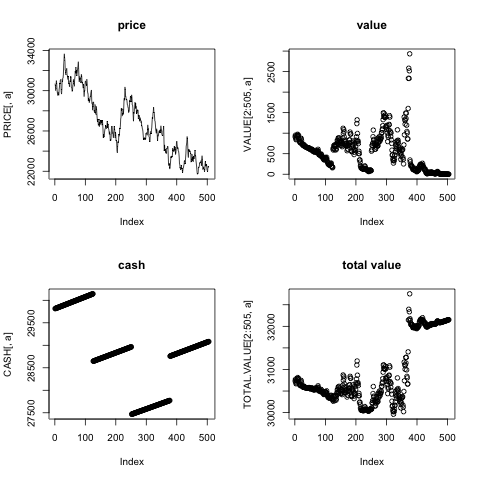 price
PRICE[, a]
34000
30000
26000
22000
0 100 200 300 400 500
Index
value
VALUE[2:505, a]
2500
1500
500
0
0 100 200 300 400 500
Index
cash
CASH[, a]
29500
28500
27500
0 100 200 300 400 500
Index
total value
TOTAL.VALUE[2:505, a]
32000
31000
30000
0 100 200 300 400 500
Index